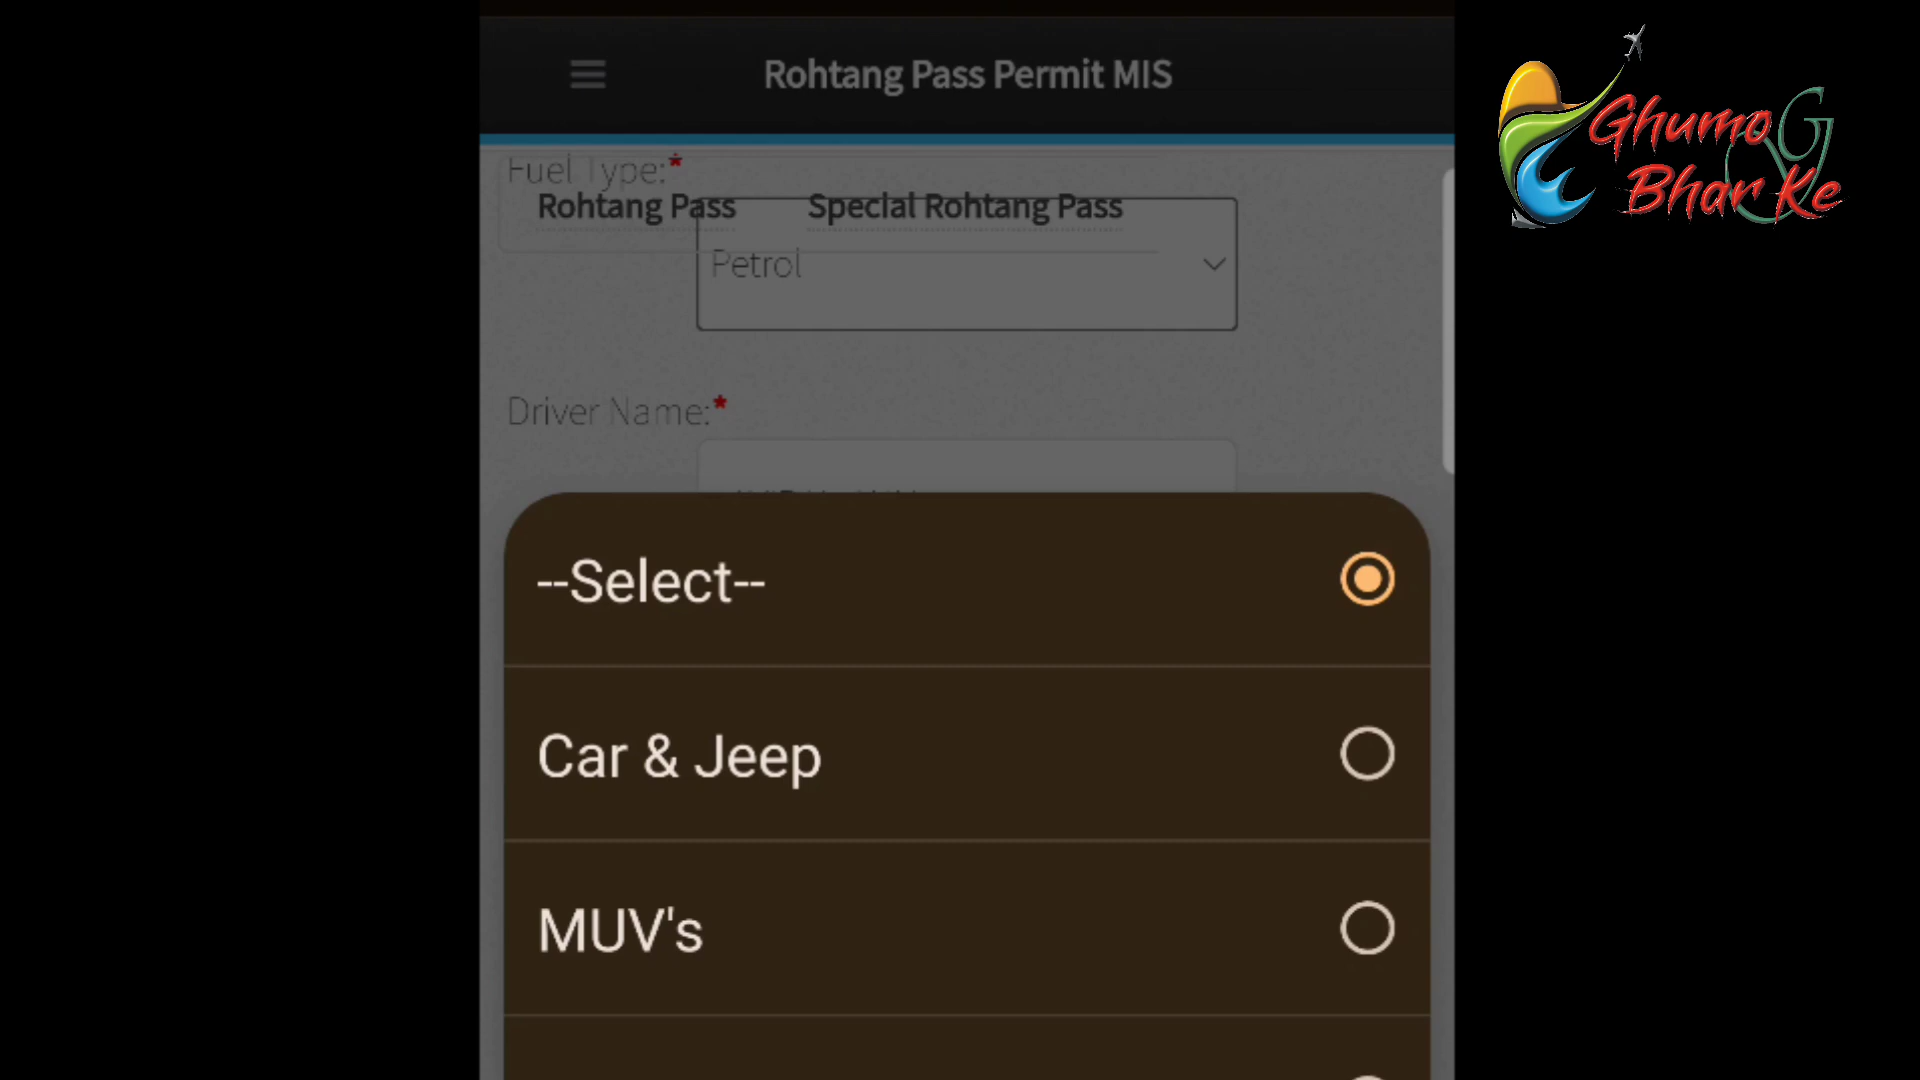 Rohtang Pass Permit MIS
Fuel Type:*
Rohtang Pass
Special Rohtang Pass
Petrol
Driver Name:*
--Select--
Car & Jeep
MUV's
Ghumo
Bhar Ke